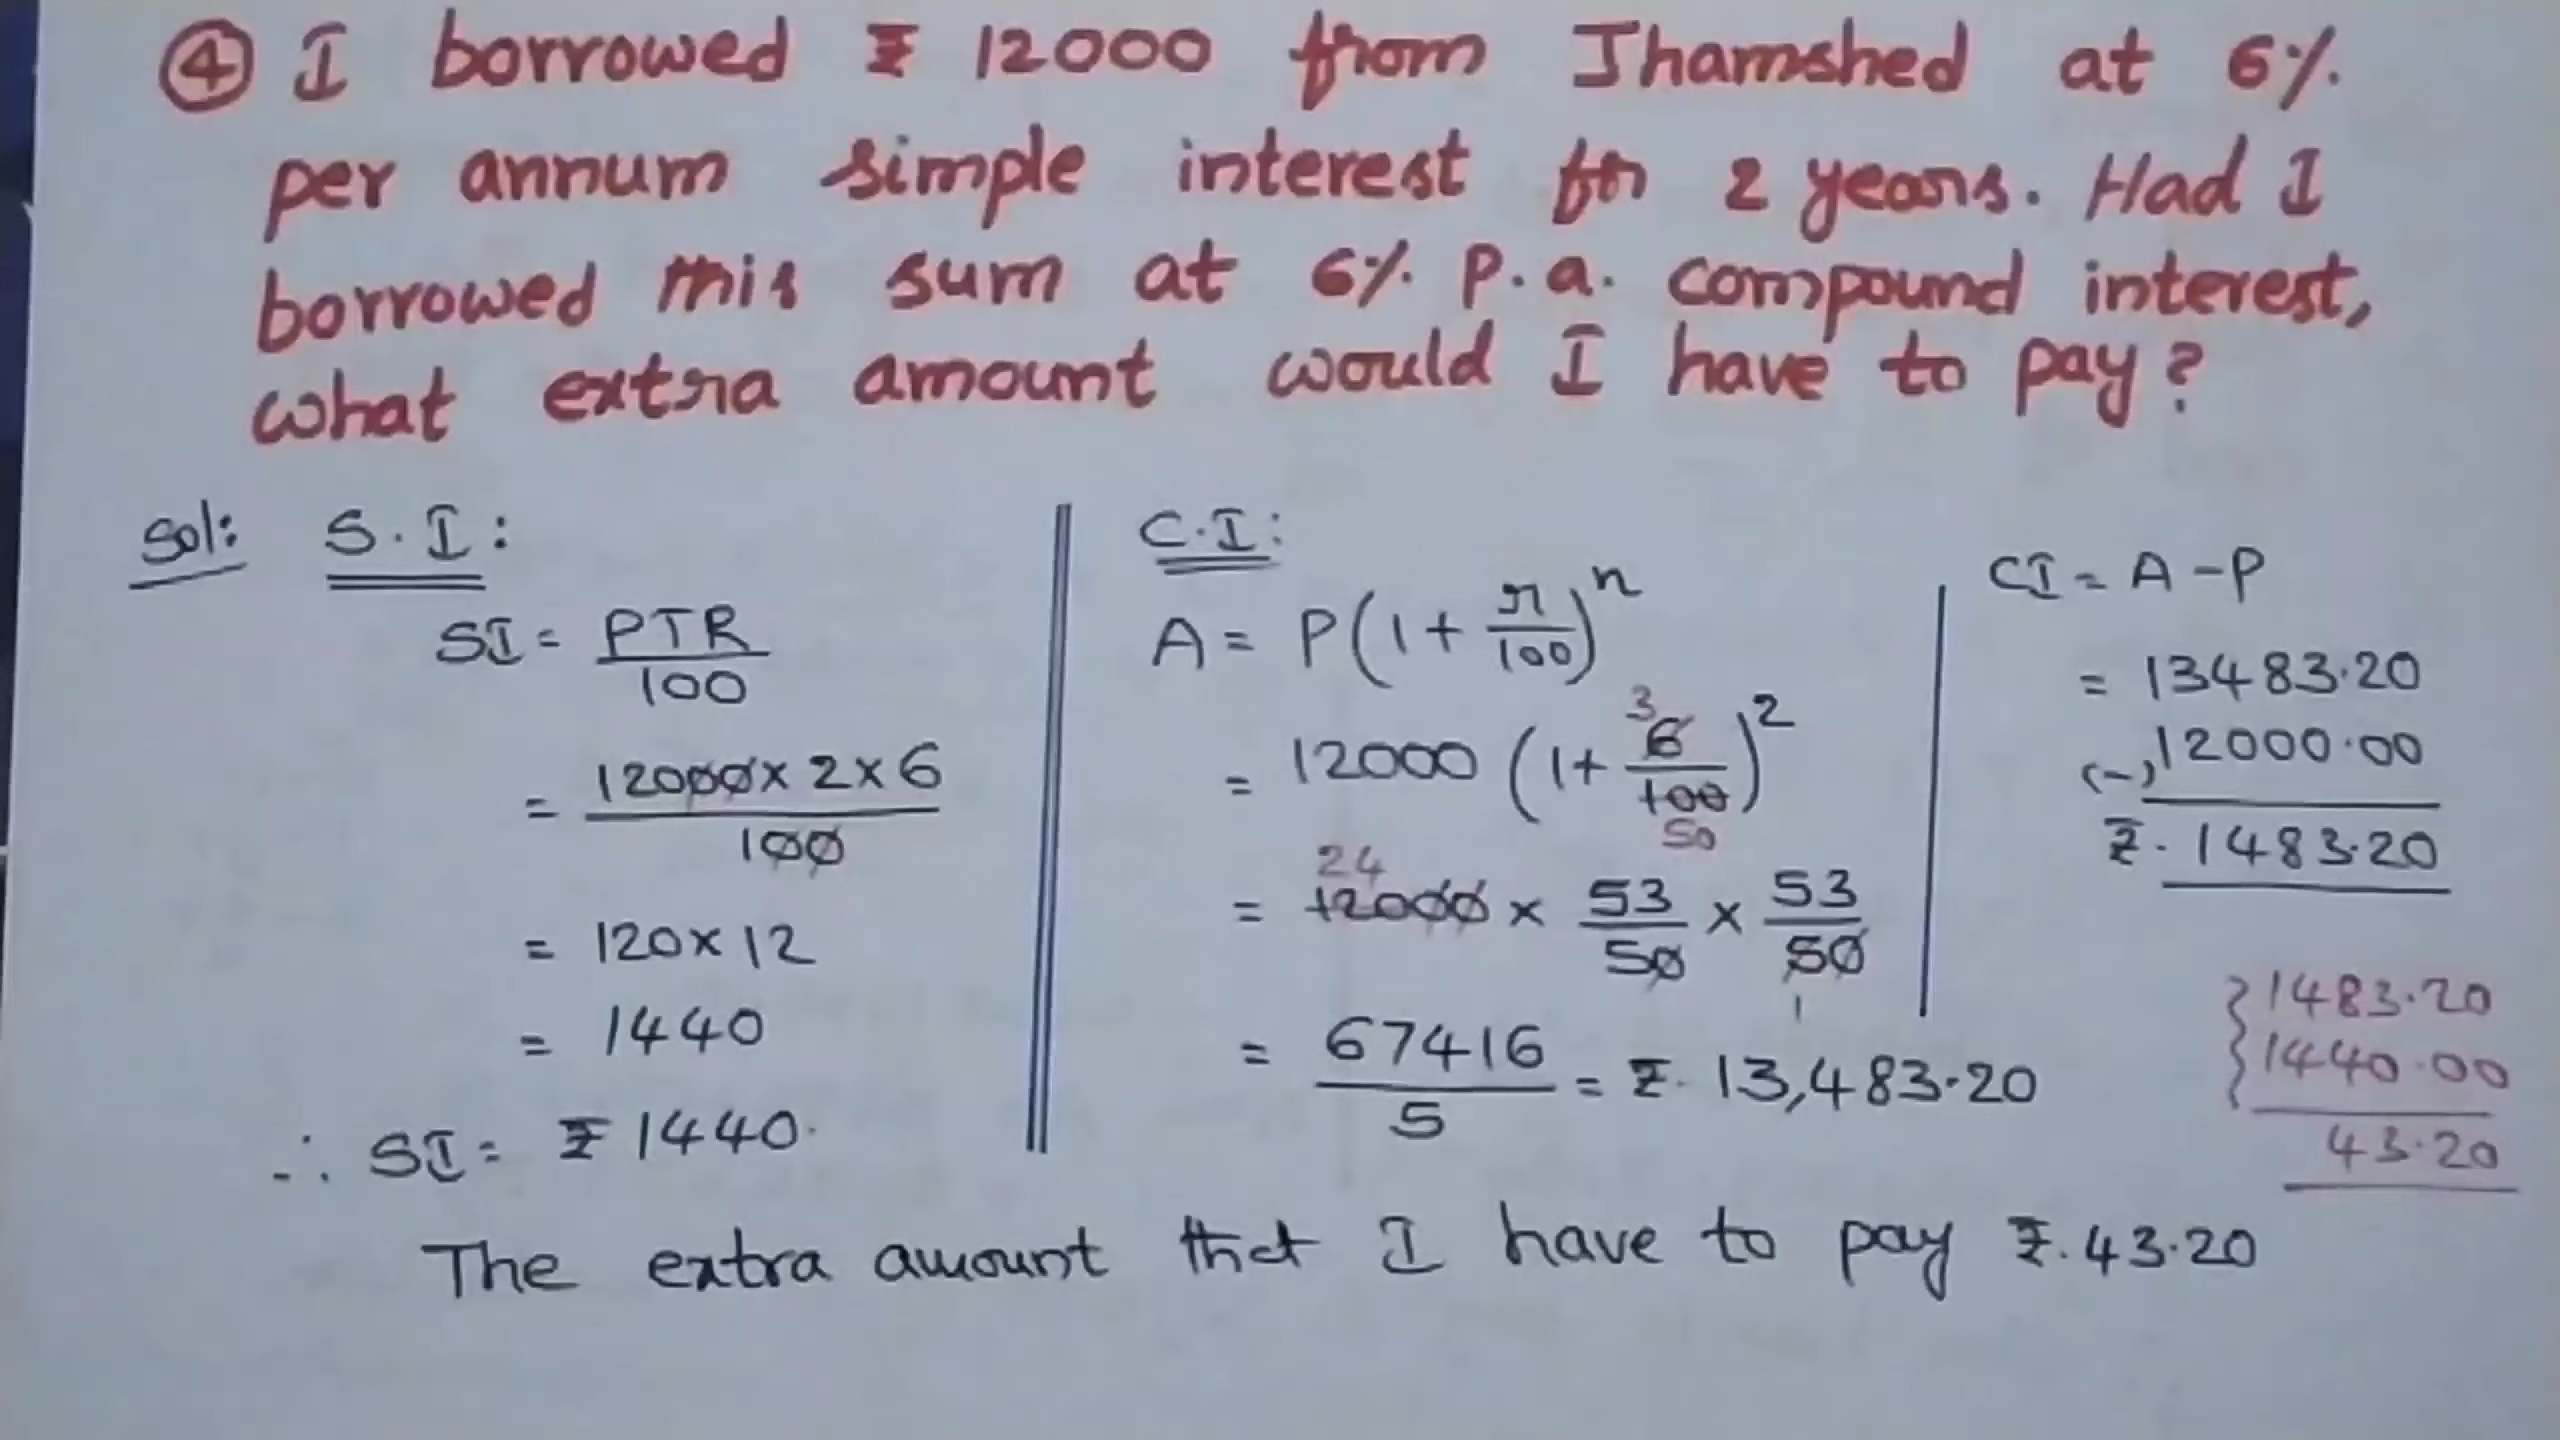 ④ I borrowed ₹ 12000 from Jhamshed at 6%
per annum simple interest for 2 years. Had I
borrowed this sum at 6% P.a. compound interest,
what extra amount would I have to pay?
Sol: S.I:
SI = PTR
100
= 12000 x 2 x 6
100
= 120 x 12
= 1440
∴ SI = ₹ 1440.
C.I:
A = P(1 + r/100)^n
3
= 12000 (1 + 6/100)^2
50
24
= 12000 x 53/50 x 53/50
1
= 67416/5 = ₹. 13,483.20
CI = A - P
= 13483.20
(-) 12000.00
₹. 1483.20
1483.20
1440.00
43.20
The extra amount that I have to pay ₹. 43.20